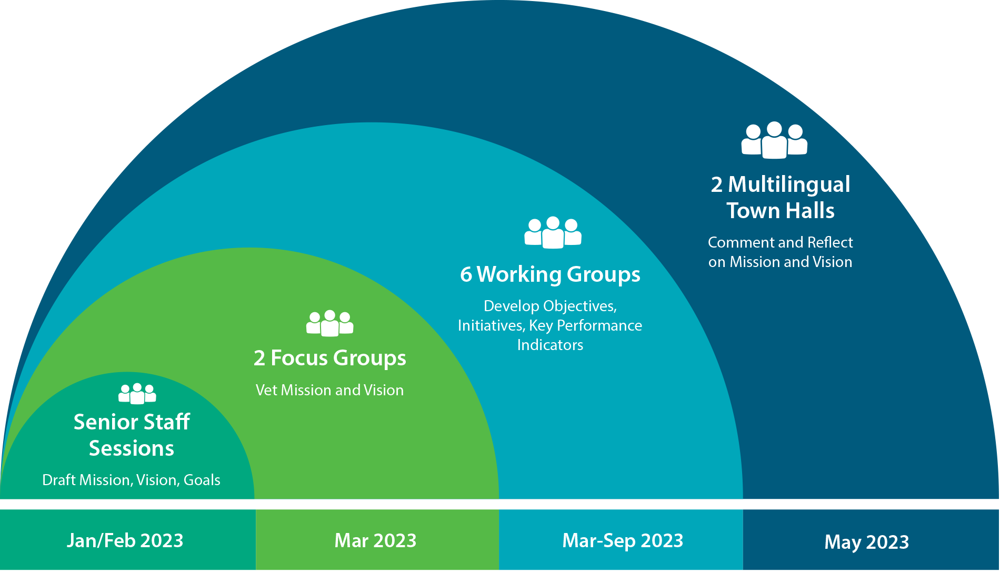 2 Multilingual
Town Halls
Comment and Reflect
on Mission and Vision
6 Working Groups
Develop Objectives,
Initiatives, Key Performance
Indicators
2 Focus Groups
Vet Mission and Vision
Senior Staff
Sessions
Draft Mission, Vision, Goals
Jan/Feb 2023
Mar 2023
Mar-Sep 2023
May 2023